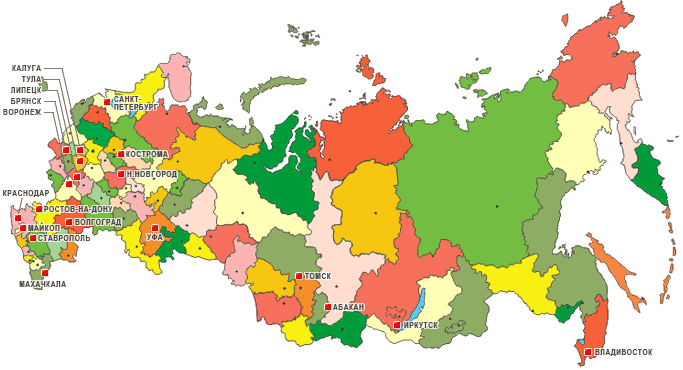 КАЛУГА
ТУЛА
ЛИПЕЦК
БРЯНСК
ВОРОНЕЖ
САНКТ-
ПЕТЕРБУРГ
КОСТРОМА
Н.НОВГОРОД
КРАСНОДАР
РОСТОВ-НА-ДОНУ
ВОЛГОГРАД
МАЙКОП
СТАВРОПОЛЬ
УФА
МАХАЧКАЛА
ТОМСК
АБАКАН
ИРКУТСК
ВЛАДИВОСТОК